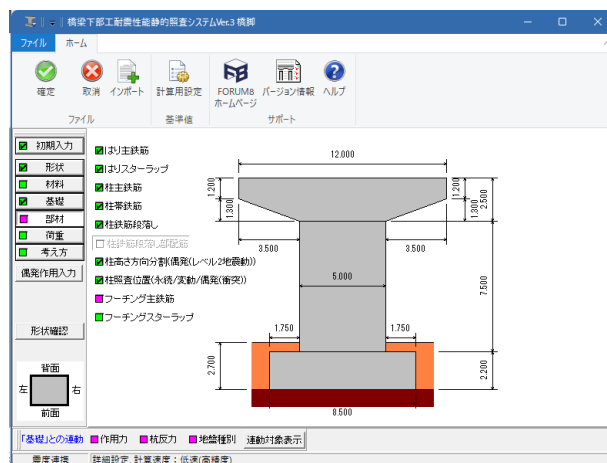 橋梁下部工耐震性能静的照査システムVer.3 橋脚
ファイル ホーム
確定 取消 インポート 計算用設定 FORUM8ホームページ バージョン情報 ヘルプ
ファイル 基準値 サポート
初期入力
形状
材料
基礎
部材
荷重
考え方
偶発作用入力
形状確認
背面
左 右
前面
はり主鉄筋
はりスターラップ
柱主鉄筋
柱帯鉄筋
柱鉄筋段落し
柱鉄筋段落し部配筋
柱高さ方向分割(偶発(レベル2地震動))
柱照査位置(永続/変動/偶発(衝突))
フーチング主鉄筋
フーチングスターラップ
12.000
1.200
1.300
1.200
1.300
2.500
3.500
3.500
5.000
7.500
1.750
1.750
2.700
2.200
8.500
「基礎」との連動 作用力 杭反力 地盤種別 連動対象表示
震度連携 詳細設定 計算速度:低速(高精度)